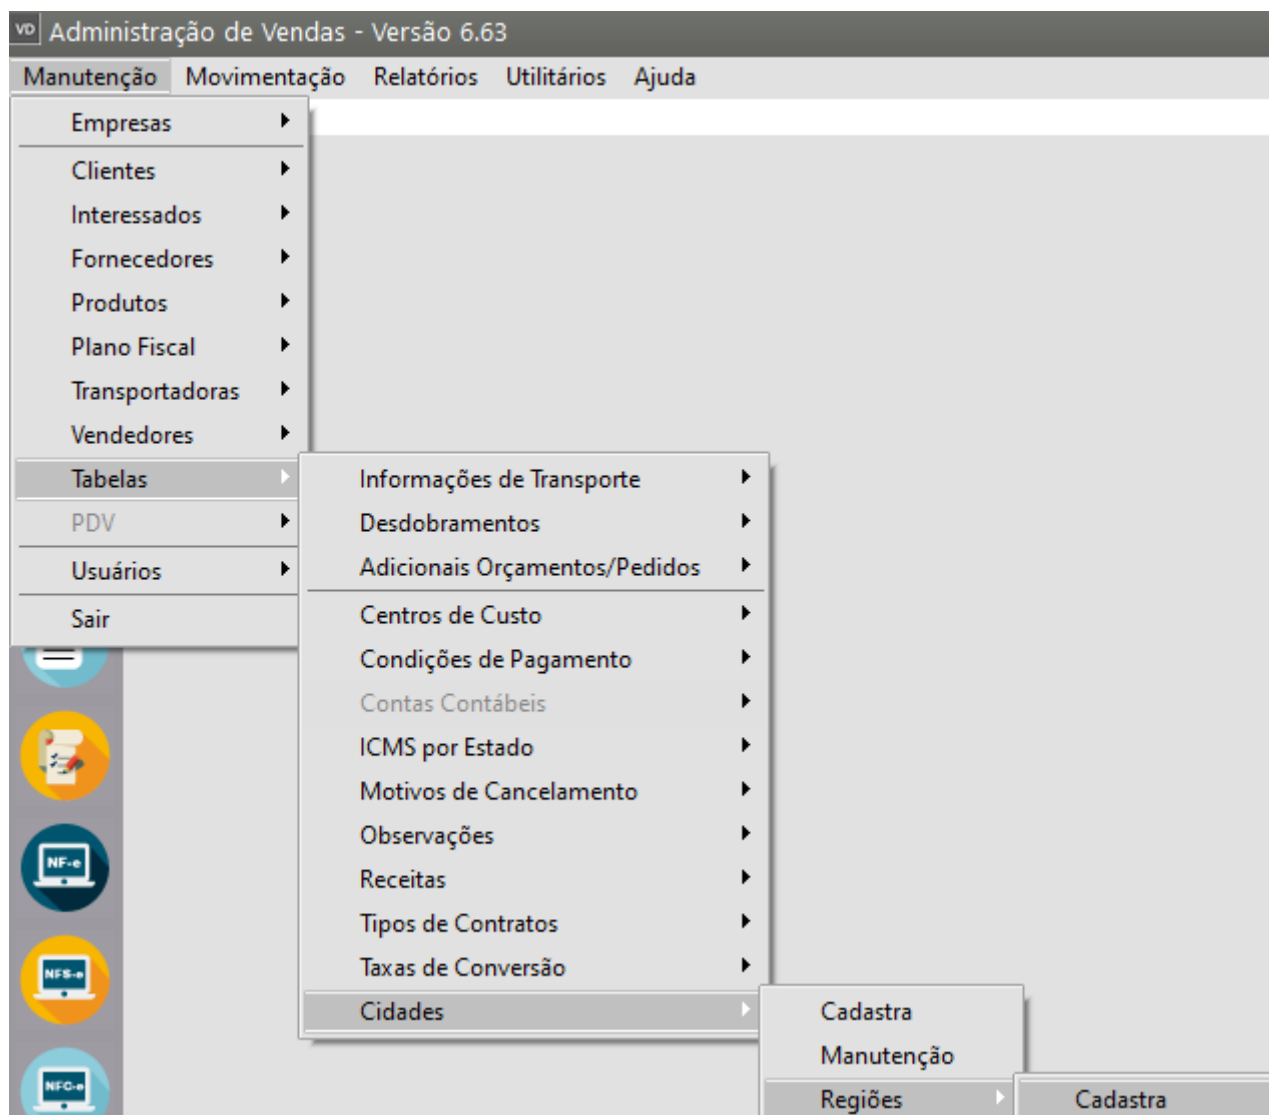 VD Administração de Vendas - Versão 6.63
Manutenção Movimentação Relatórios Utilitários Ajuda
Empresas
Clientes
Interessados
Fornecedores
Produtos
Plano Fiscal
Transportadoras
Vendedores
Tabelas
PDV
Usuários
Sair
Informações de Transporte
Desdobramentos
Adicionais Orçamentos/Pedidos
Centros de Custo
Condições de Pagamento
Contas Contábeis
ICMS por Estado
Motivos de Cancelamento
Observações
Receitas
Tipos de Contratos
Taxas de Conversão
Cidades
Cadastra
Manutenção
Regiões
Cadastra
NF-e
NFS-e
NFC-e